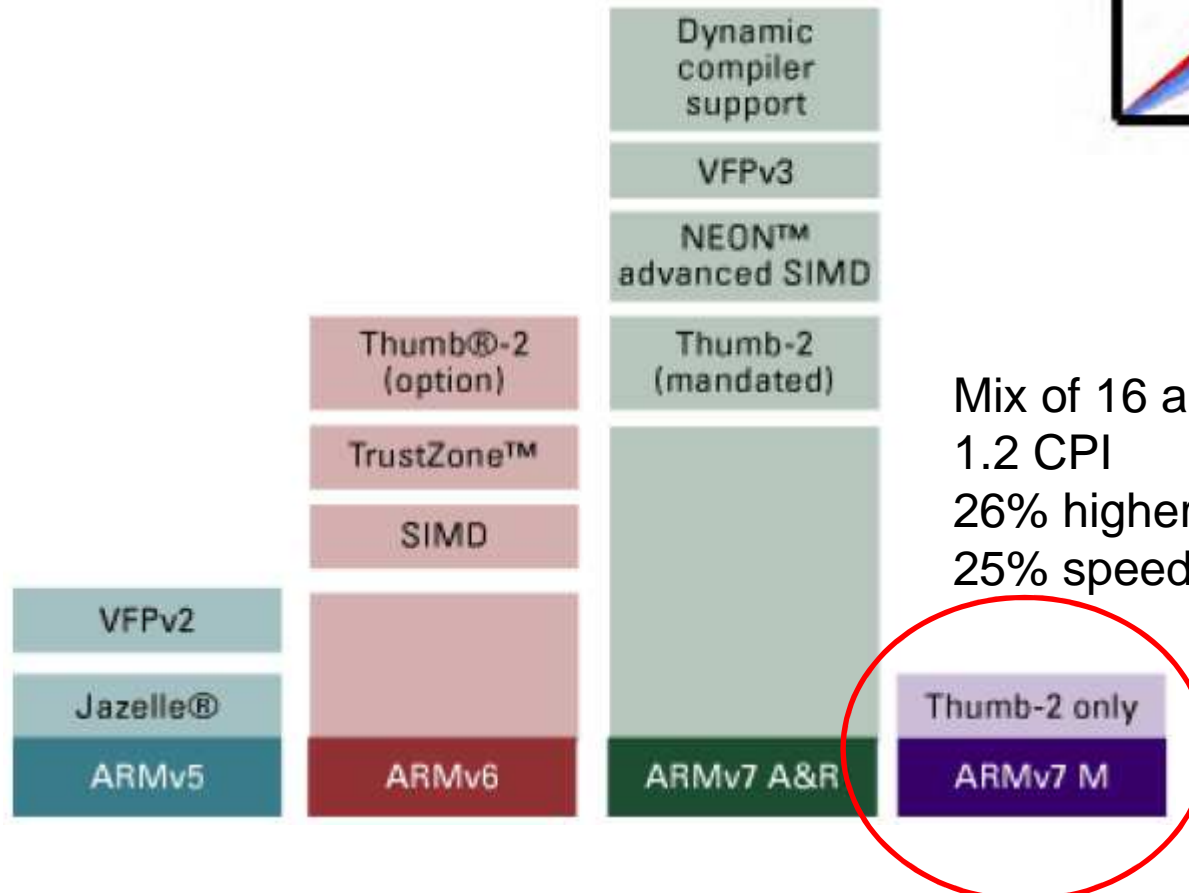 Dynamic
compiler
support
VFPv3
NEON™
advanced SIMD
Thumb®-2
(option)
Thumb-2
(mandated)
TrustZone™
SIMD
Mix of 16 a
1.2 CPI
26% higher
25% speed
VFPv2
Jazelle®
Thumb-2 only
ARMv5
ARMv6
ARMv7 A&R
ARMv7 M